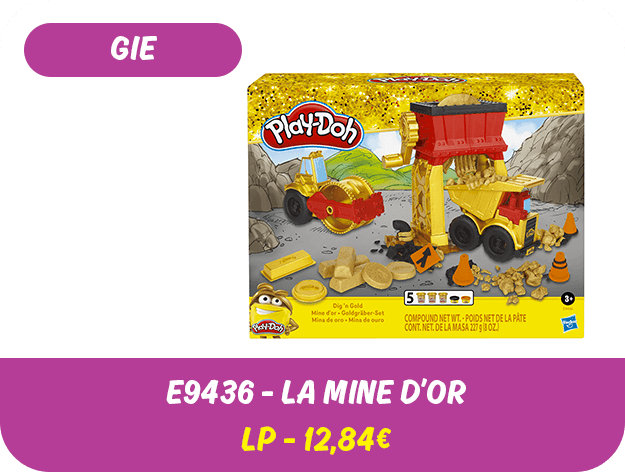 GIE
Play-Doh
Dig 'n Gold
Mine d'or • Goldgräber-Set
Mina de oro • Mina de ouro
5
COMPOUND NET WT. - POIDS NET DE LA PÂTE
CONT. NET. DE LA MASA 227 g (8 OZ.)
3+
Hasbro
Play-Doh
E9436 - LA MINE D'OR
LP - 12,84€